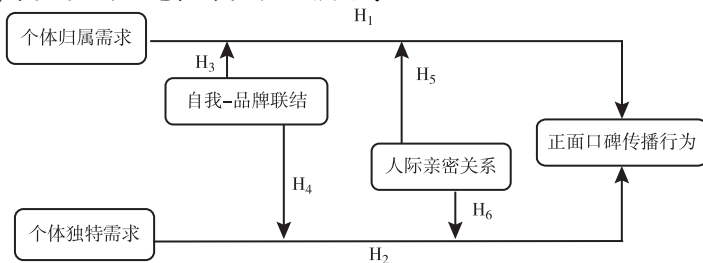 H₁
个体归属需求
H₃
H₅
自我-品牌联结
正面口碑传播行为
人际亲密关系
H₄
H₆
个体独特需求
H₂